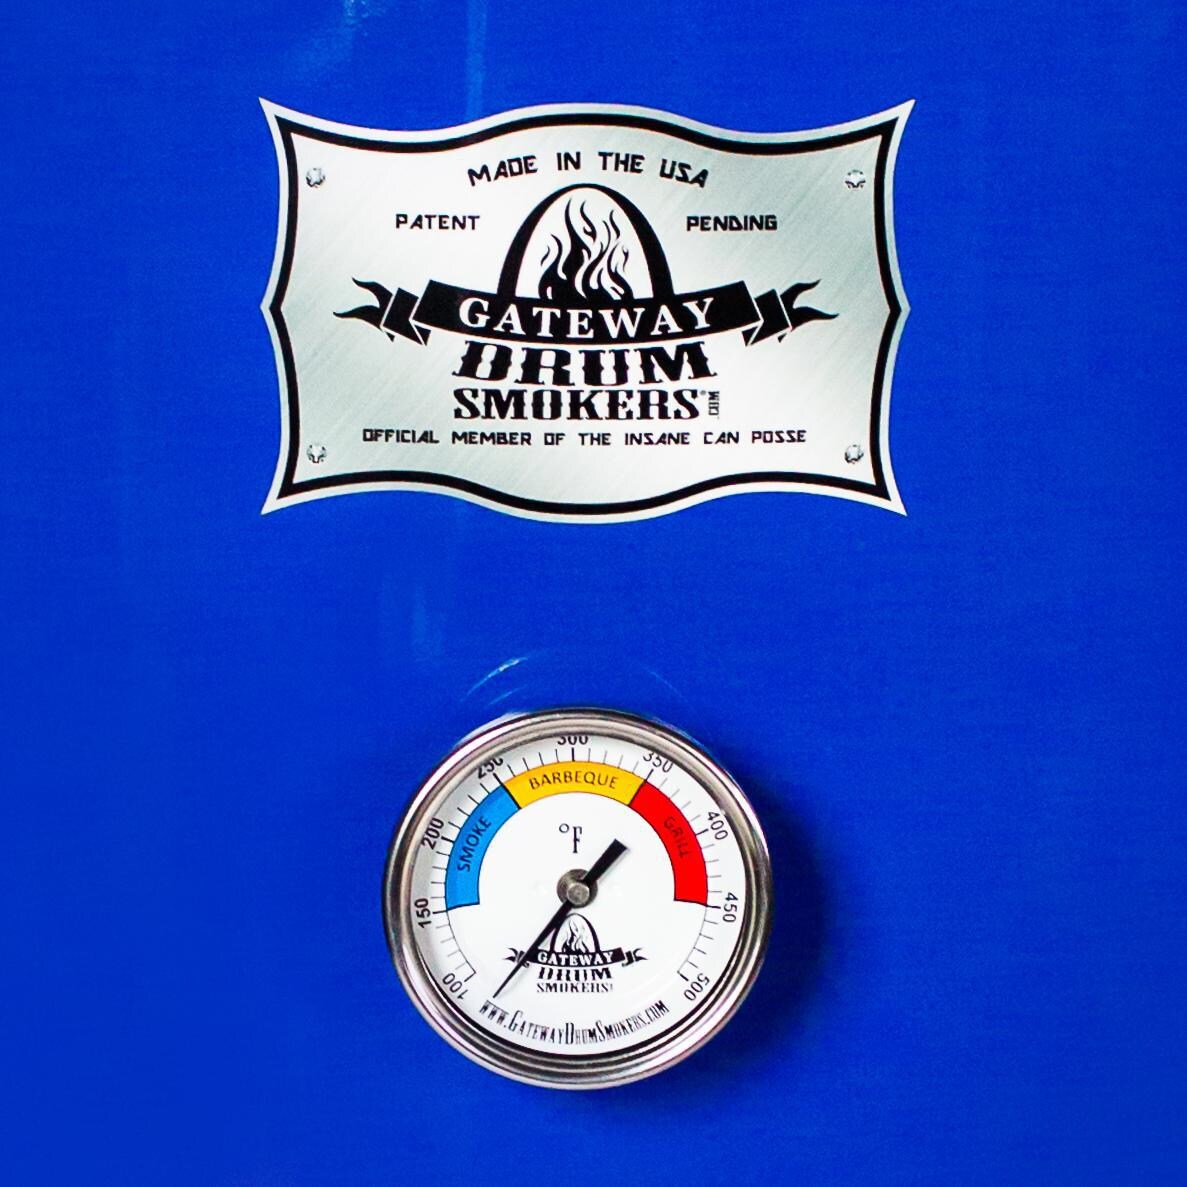 MADE IN THE USA
PATENT PENDING
GATEWAY
DRUM
SMOKERS®.COM
OFFICIAL MEMBER OF THE INSANE CAN POSSE
300
250 350
BARBEQUE
200 400
SMOKE GRILL
°F
150 450
GATEWAY
DRUM
SMOKERS
100 500
WWW.GATEWAYDRUMSMOKERS.COM